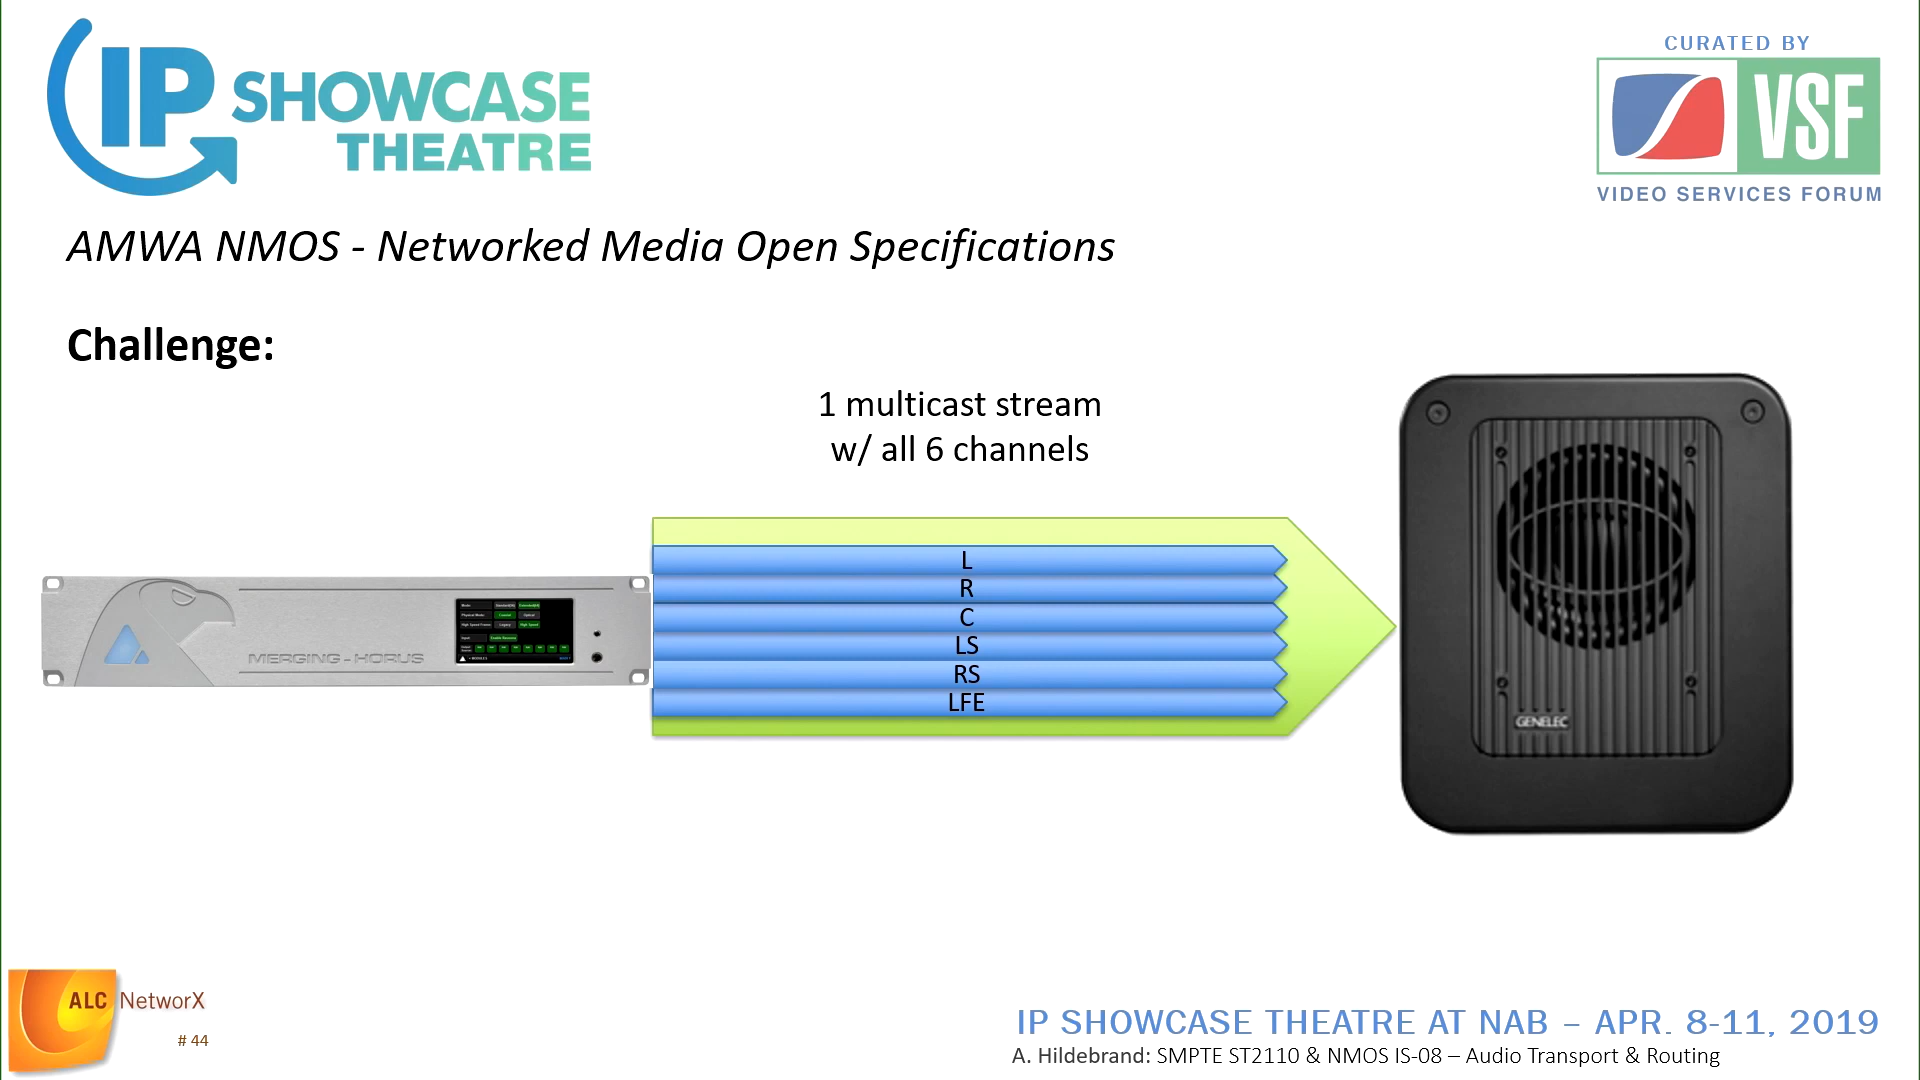 IP SHOWCASE
THEATRE
CURATED BY
VSF
VIDEO SERVICES FORUM
AMWA NMOS - Networked Media Open Specifications
Challenge:
1 multicast stream
w/ all 6 channels
L
R
C
LS
RS
LFE
MERGING - HORUS
GENELEC
ALC NetworX
# 44
IP SHOWCASE THEATRE AT NAB – APR. 8-11, 2019
A. Hildebrand: SMPTE ST2110 & NMOS IS-08 – Audio Transport & Routing